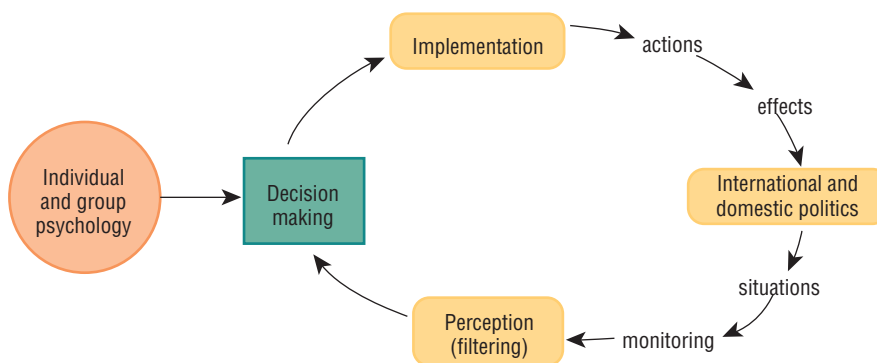 Implementation
actions
effects
Individual
and group
psychology
Decision
making
International and
domestic politics
situations
Perception
(filtering)
monitoring